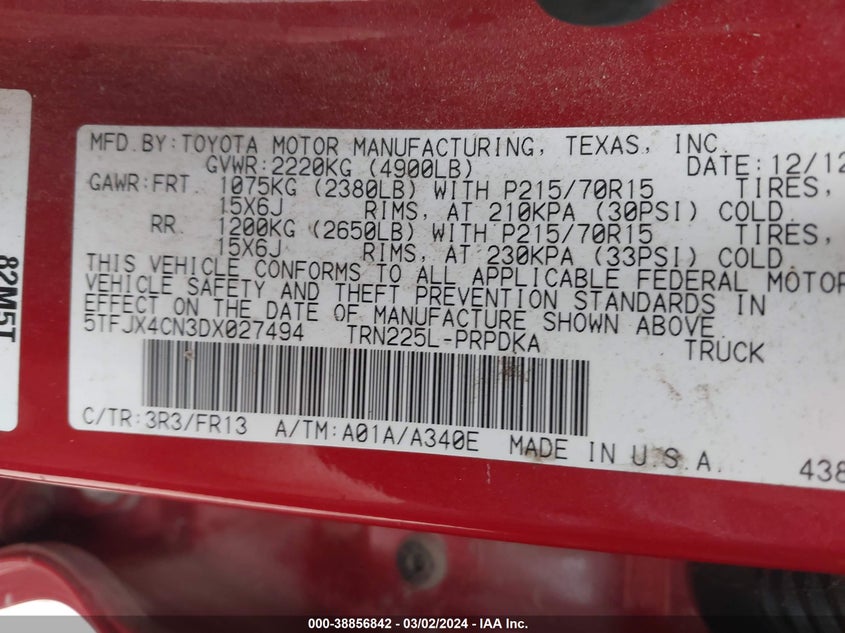 MFD.BY:TOYOTA MOTOR MANUFACTURING, TEXAS, INC.
GVWR:2220KG (4900LB) DATE:12/12
GAWR:FRT. 1075KG (2380LB) WITH P215/70R15 TIRES,
15X6J RIMS, AT 210KPA (30PSI) COLD.
RR. 1200KG (2650LB) WITH P215/70R15 TIRES,
15X6J RIMS, AT 230KPA (33PSI) COLD
THIS VEHICLE CONFORMS TO ALL APPLICABLE FEDERAL MOTOR
VEHICLE SAFETY AND THEFT PREVENTION STANDARDS IN
EFFECT ON THE DATE OF MANUFACTURE SHOWN ABOVE.
5TFJX4CN3DX027494 TRN225L-PRPDKA TRUCK
C/TR:3R3/FR13 A/TM:A01A/A340E MADE IN U.S.A.
438
82M5T
000-38856842 - 03/02/2024 - IAA Inc.